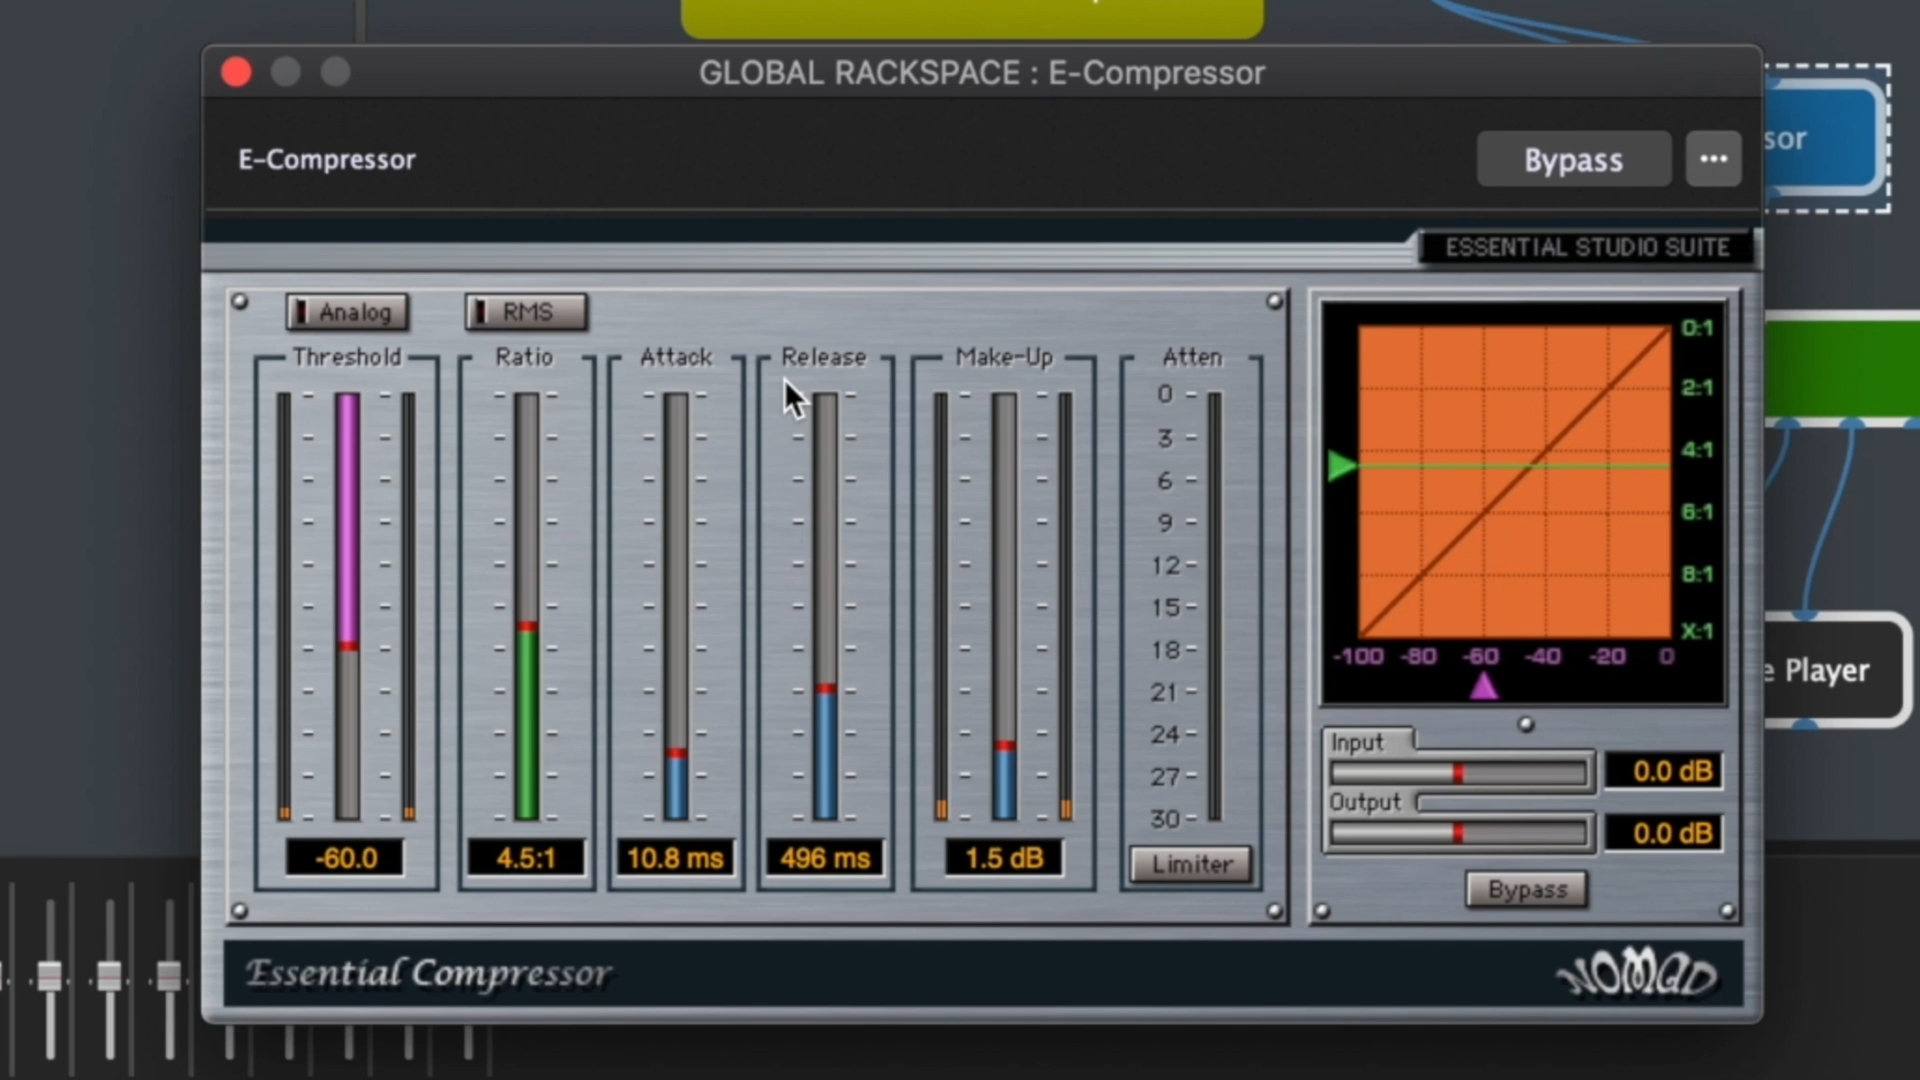 GLOBAL RACKSPACE : E-Compressor
E-Compressor
Bypass
sor
ESSENTIAL STUDIO SUITE
Analog
RMS
Threshold
Ratio
Attack
Release
Make-Up
Atten
0
3
6
9
12
15
18
21
24
27
30
0:1
2:1
4:1
6:1
8:1
X:1
-100 -80 -60 -40 -20 0
-60.0
4.5:1
10.8 ms
496 ms
1.5 dB
Limiter
Input
0.0 dB
Output
0.0 dB
Bypass
e Player
Essential Compressor
NOMAD